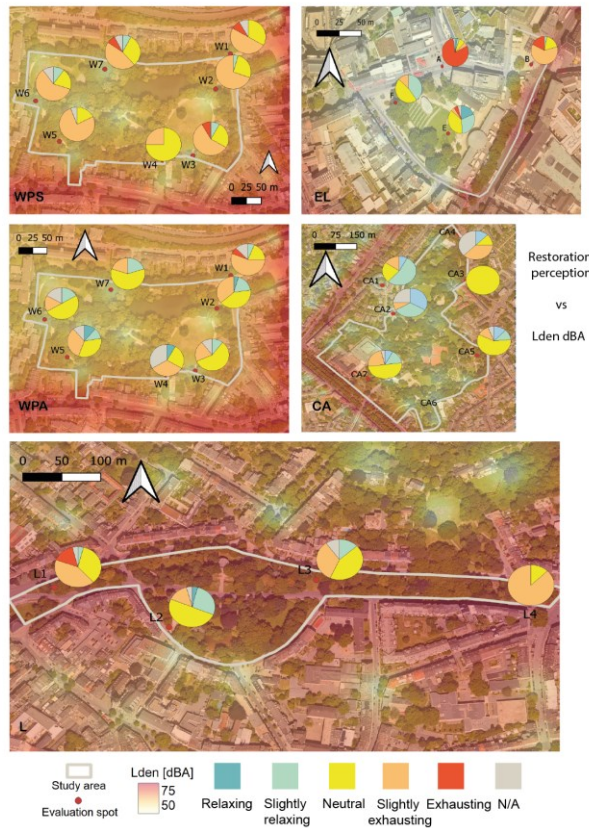 W1
W7
W2
W6
W5
W4
W3
0 25 50 m
WPS
0 25 50 m
A
B
E
EL
0 25 50 m
W1
W7
W2
W6
W5
W4
W3
WPA
0 75 150 m
CA4
CA3
CA1
CA2
CA5
CA2
CA6
CA
Restoration
perception
vs
Lden dBA
0 50 100 m
L1
L3
L2
L4
L
Study area
Evaluation spot
Lden [dBA]
75
50
Relaxing
Slightly
relaxing
Neutral
Slightly
exhausting
Exhausting
N/A